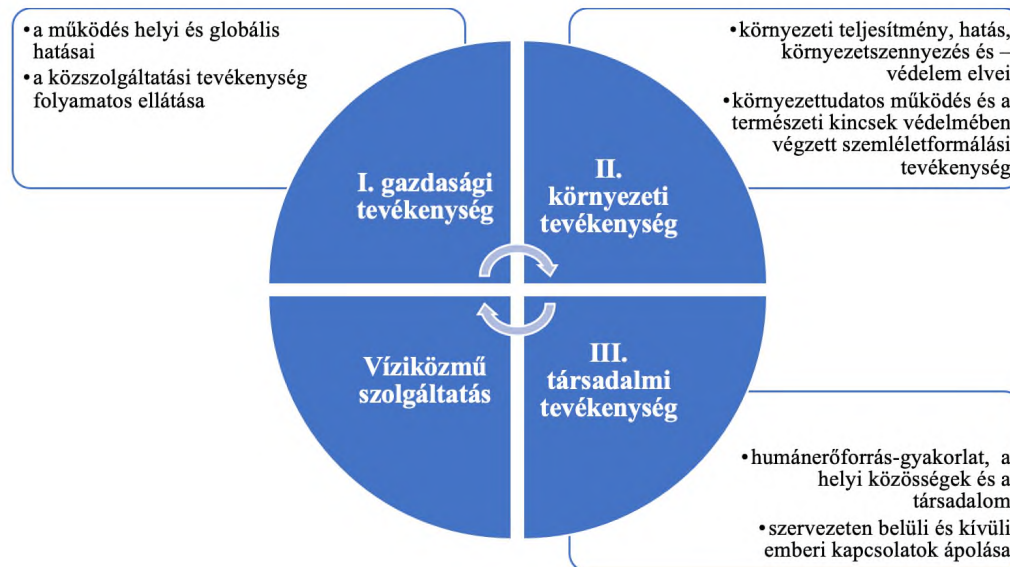 •a működés helyi és globális
hatásai
•a közszolgáltatási tevékenység
folyamatos ellátása
•környezeti teljesítmény, hatás,
környezetszennyezés és –
védelem elvei
•környezettudatos működés és a
természeti kincsek védelmében
végzett szemléletformálási
tevékenység
I. gazdasági
tevékenység
II.
környezeti
tevékenység
Víziközmű
szolgáltatás
III.
társadalmi
tevékenység
•humánerőforrás-gyakorlat, a
helyi közösségek és a
társadalom
•szervezeten belüli és kívüli
emberi kapcsolatok ápolása